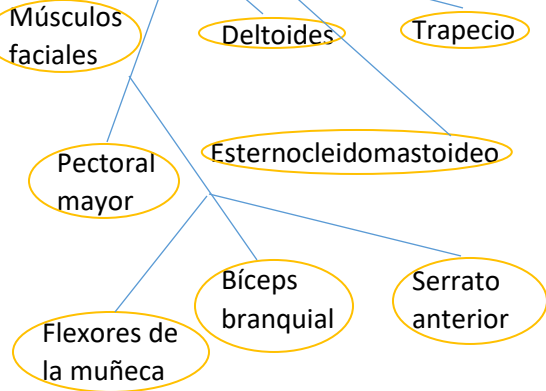 Músculos
faciales
Deltoides
Trapecio
Pectoral
mayor
Esternocleidomastoideo
Bíceps
branquial
Serrato
anterior
Flexores de
la muñeca